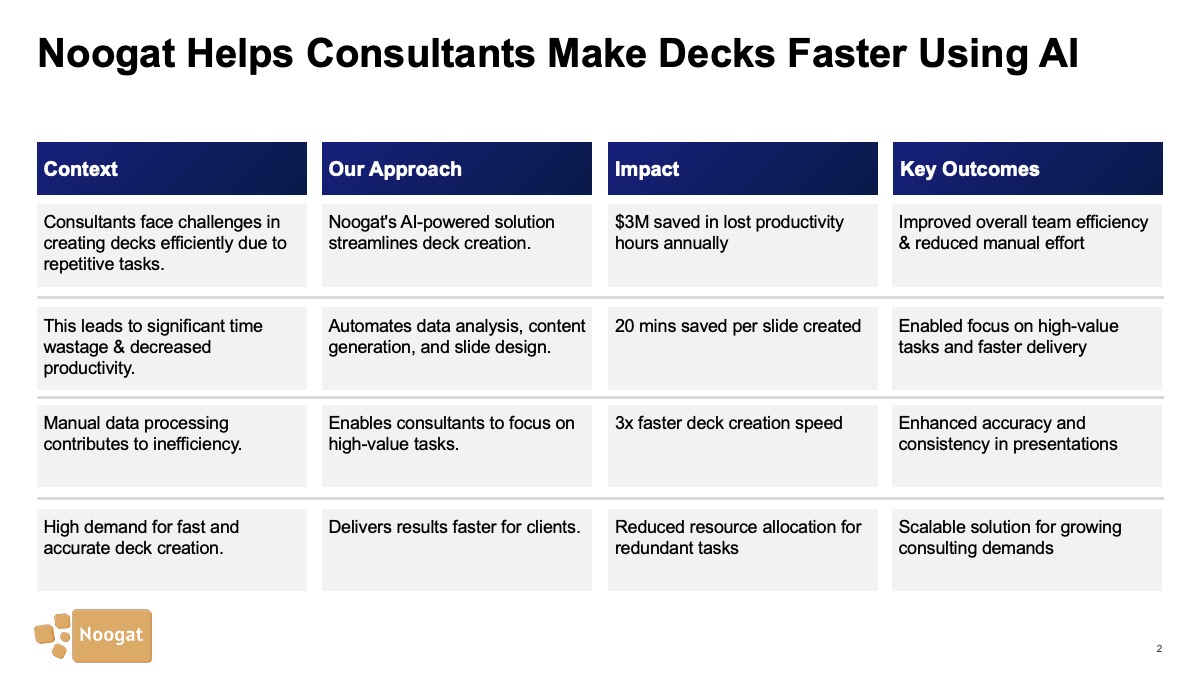 Noogat Helps Consultants Make Decks Faster Using AI
Context
Our Approach
Impact
Key Outcomes
Consultants face challenges in
creating decks efficiently due to
repetitive tasks.
Noogat's AI-powered solution
streamlines deck creation.
$3M saved in lost productivity
hours annually
Improved overall team efficiency
& reduced manual effort
This leads to significant time
wastage & decreased
productivity.
Automates data analysis, content
generation, and slide design.
20 mins saved per slide created
Enabled focus on high-value
tasks and faster delivery
Manual data processing
contributes to inefficiency.
Enables consultants to focus on
high-value tasks.
3x faster deck creation speed
Enhanced accuracy and
consistency in presentations
High demand for fast and
accurate deck creation.
Delivers results faster for clients.
Reduced resource allocation for
redundant tasks
Scalable solution for growing
consulting demands
Noogat
2